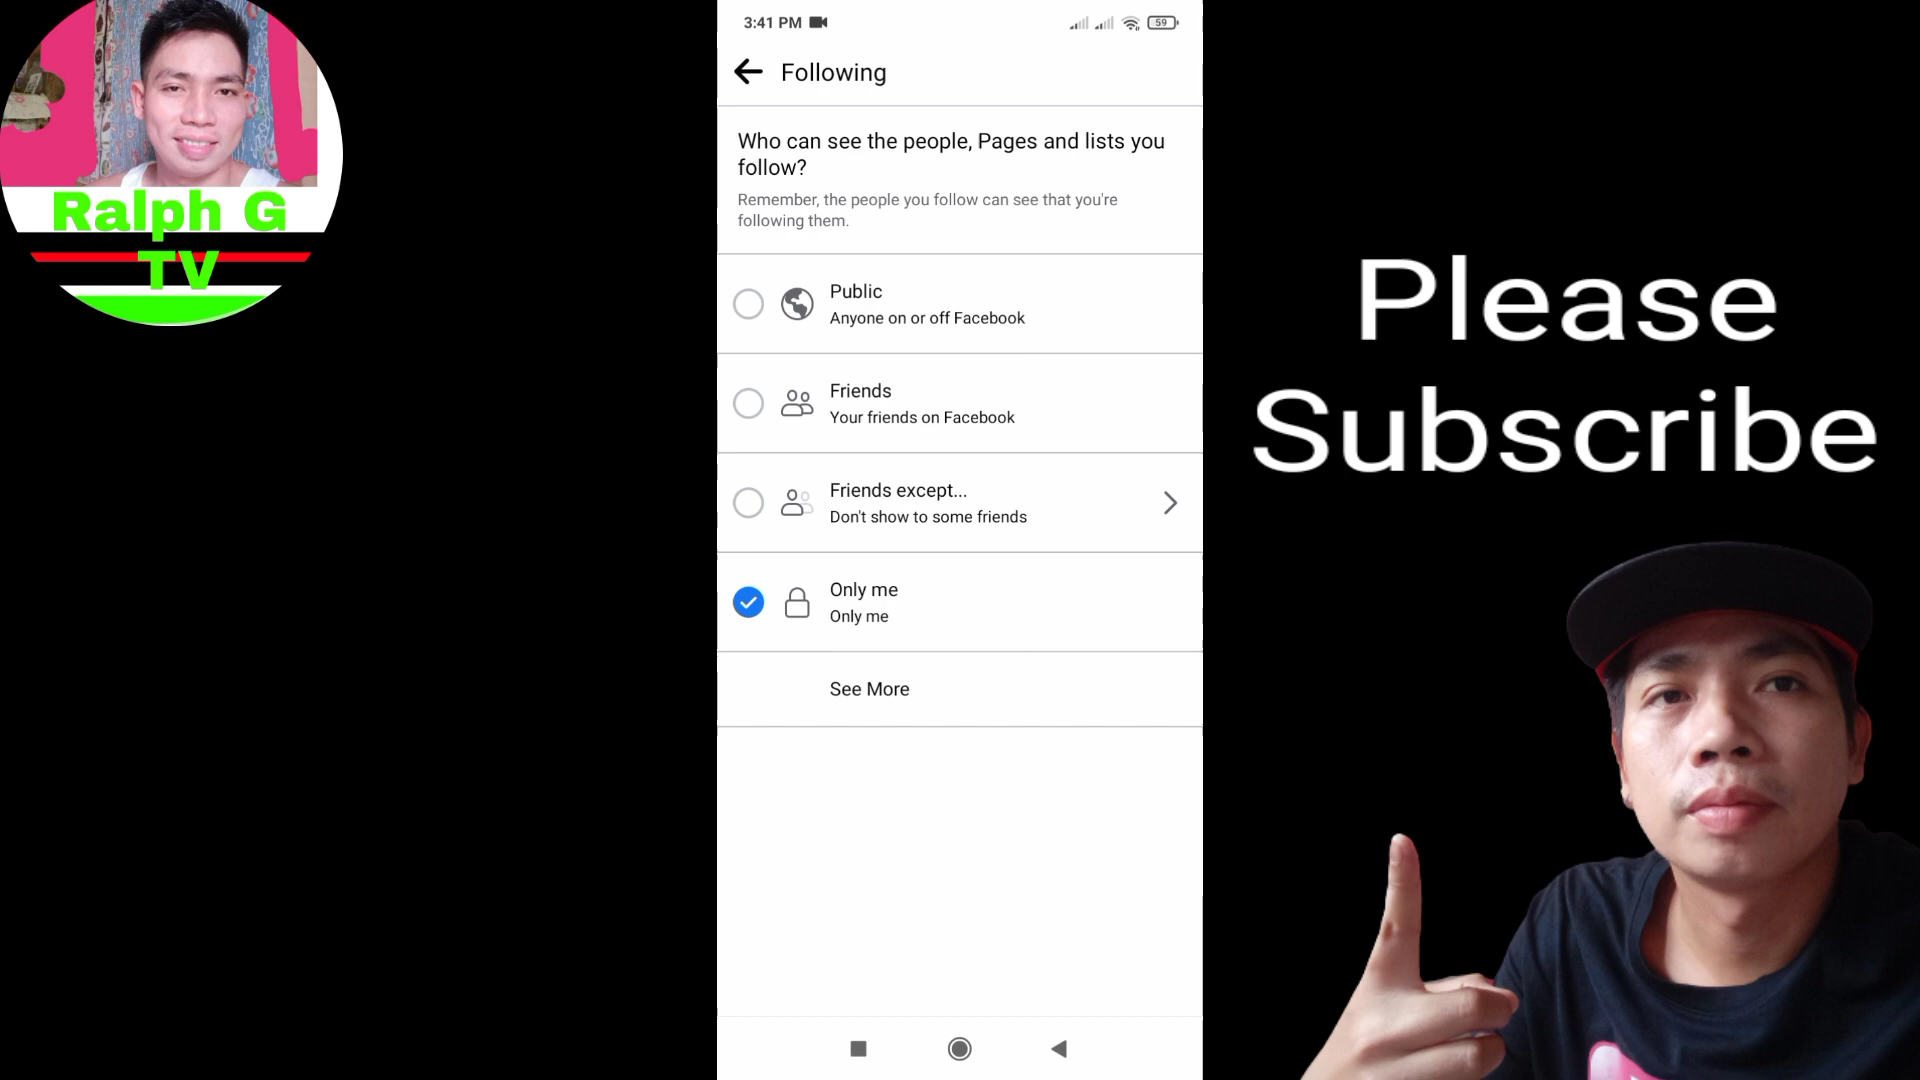 Ralph G
TV
3:41 PM
59
Following
Who can see the people, Pages and lists you
follow?
Remember, the people you follow can see that you're
following them.
Public
Anyone on or off Facebook
Friends
Your friends on Facebook
Friends except...
Don't show to some friends
Only me
Only me
See More
Please
Subscribe